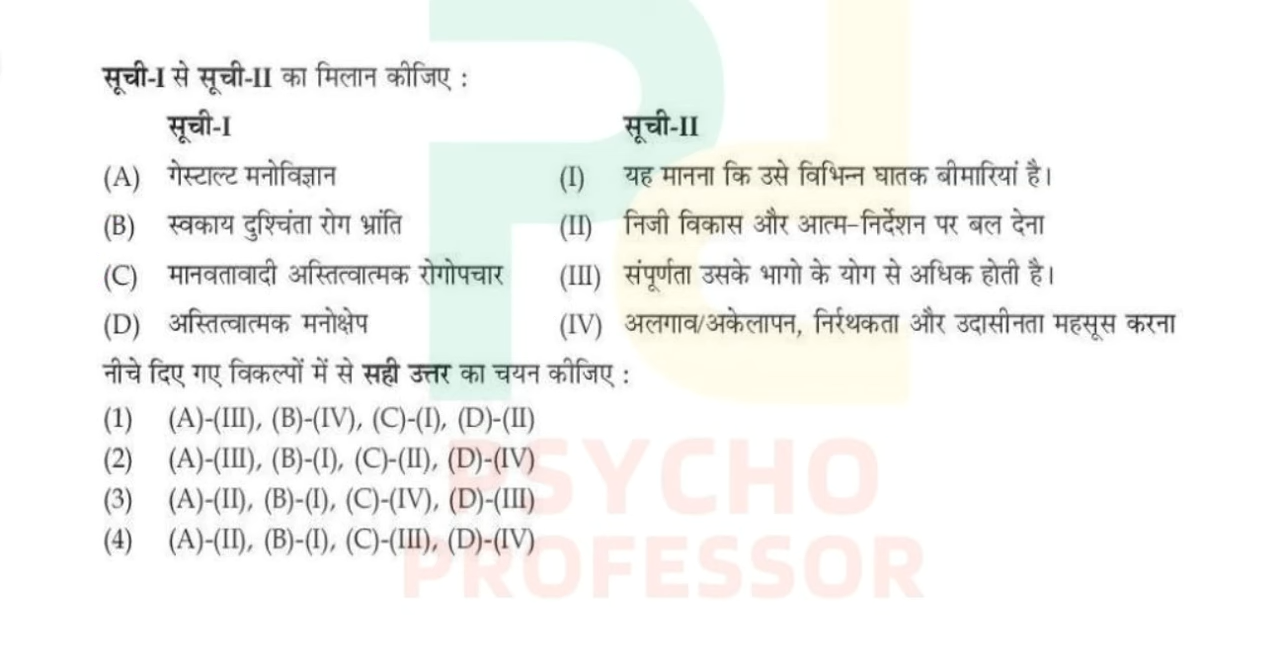 सूची-I से सूची-II का मिलान कीजिए :
सूची-I सूची-II
(A) गेस्टाल्ट मनोविज्ञान (I) यह मानना कि उसे विभिन्न घातक बीमारियां है।
(B) स्वकाय दुश्चिंता रोग भ्रांति (II) निजी विकास और आत्म-निर्देशन पर बल देना
(C) मानवतावादी अस्तित्वात्मक रोगोपचार (III) संपूर्णता उसके भागो के योग से अधिक होती है।
(D) अस्तित्वात्मक मनोक्षेप (IV) अलगाव/अकेलापन, निर्रथकता और उदासीनता महसूस करना
नीचे दिए गए विकल्पों में से सही उत्तर का चयन कीजिए :
(1) (A)-(III), (B)-(IV), (C)-(I), (D)-(II)
(2) (A)-(III), (B)-(I), (C)-(II), (D)-(IV)
(3) (A)-(II), (B)-(I), (C)-(IV), (D)-(III)
(4) (A)-(II), (B)-(I), (C)-(III), (D)-(IV)
PSYCHO
PROFESSOR